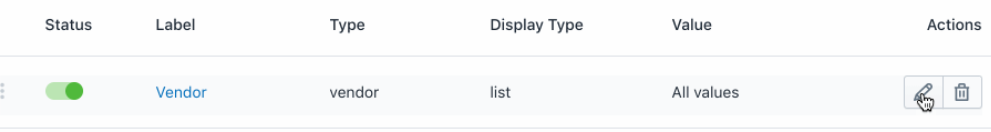 Status Label Type Display Type Value Actions
Vendor vendor list All values